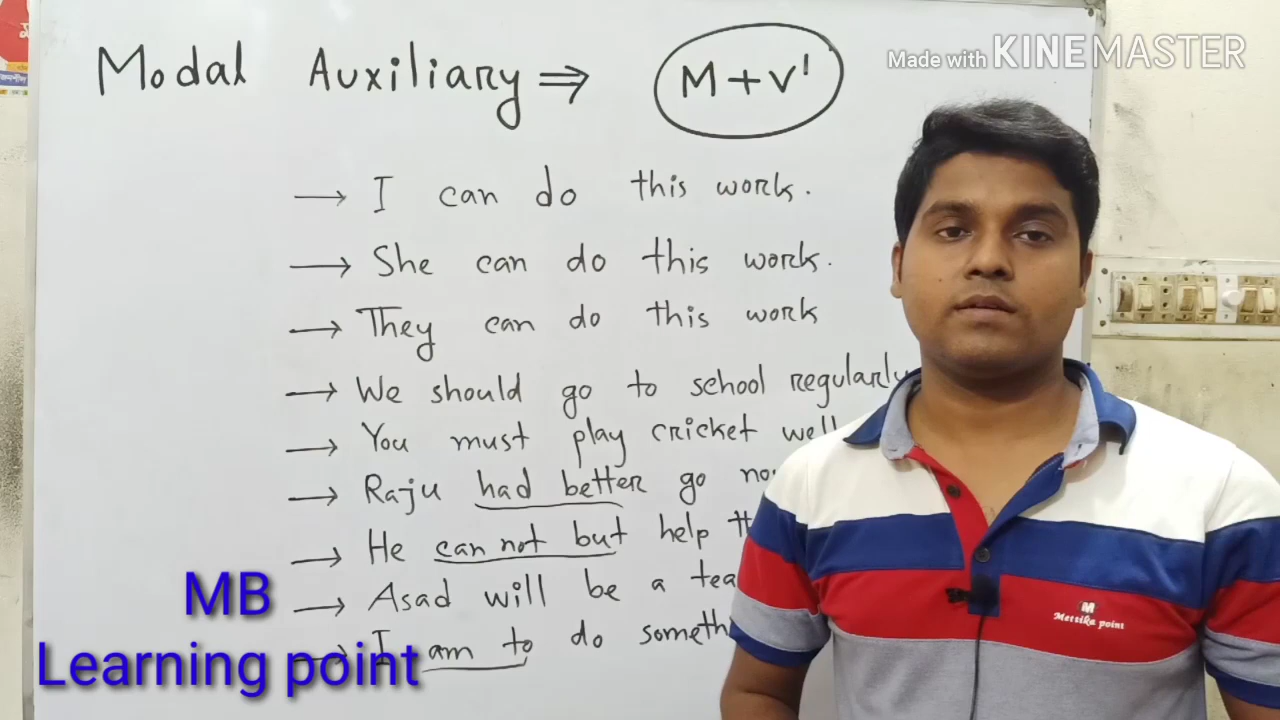 Modal Auxiliary ⇒ M+V¹
Made with KINEMASTER
→ I can do this work.
→ She can do this work.
→ They can do this work
→ We should go to school regularly
→ You must play cricket well
→ Raju had better go
→ He can not but help
→ Asad will be a
→ I am to do
MB
Learning point
M
Metsika point